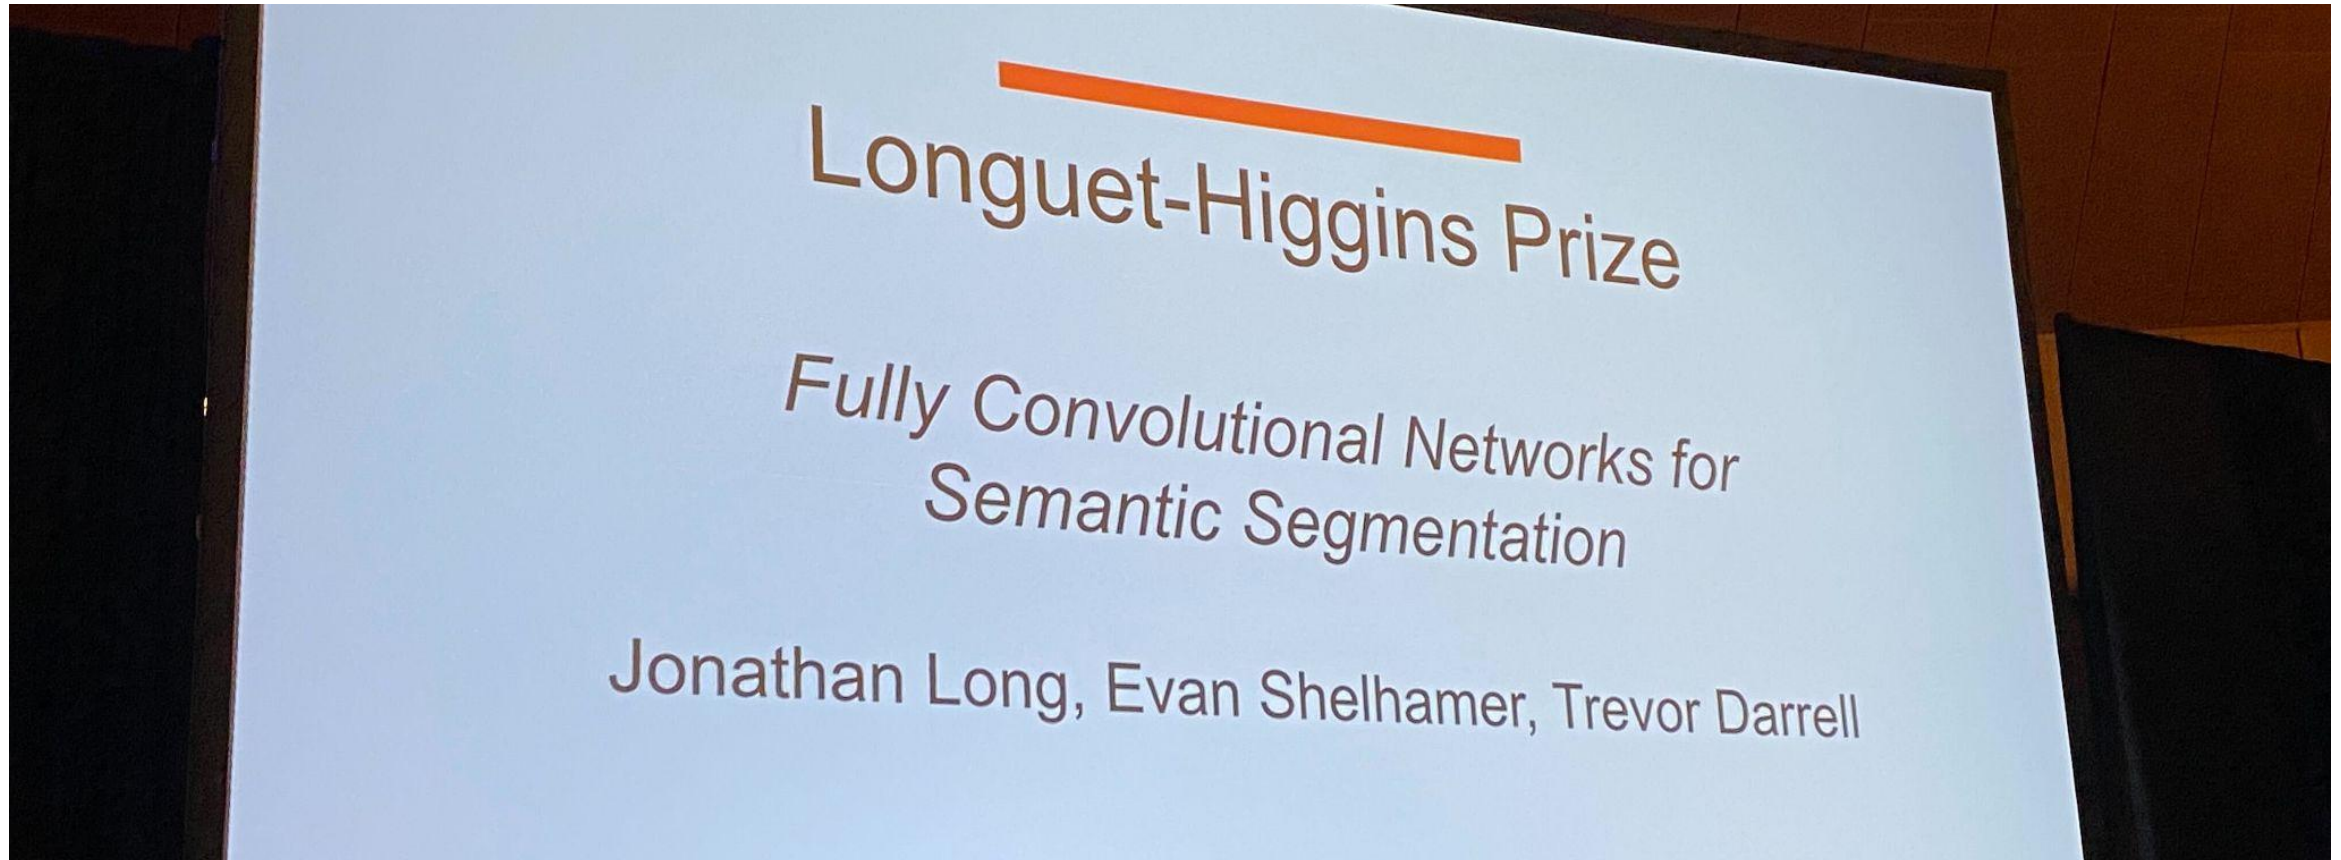 Longuet-Higgins Prize
Fully Convolutional Networks for
Semantic Segmentation
Jonathan Long, Evan Shelhamer, Trevor Darrell